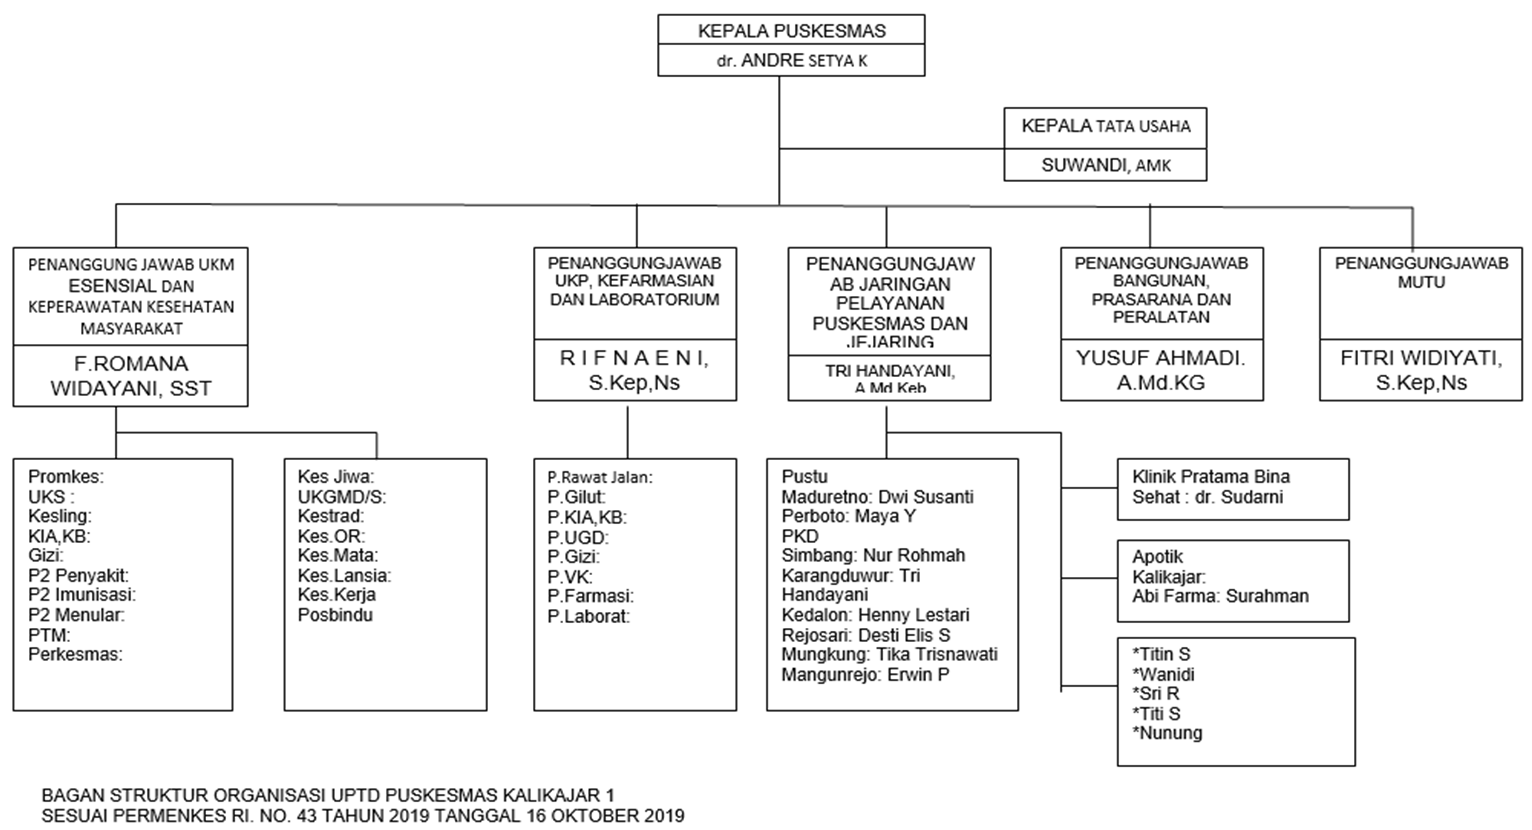 KEPALA PUSKESMAS
dr. ANDRE SETYA K
KEPALA TATA USAHA
SUWANDI, AMK
PENANGGUNG JAWAB UKM
ESENSIAL DAN
KEPERAWATAN KESEHATAN
MASYARAKAT
F.ROMANA
WIDAYANI, SST
PENANGGUNGJAWAB
UKP, KEFARMASIAN
DAN LABORATORIUM
R I F N A E N I,
S.Kep,Ns
PENANGGUNGJAW
AB JARINGAN
PELAYANAN
PUSKESMAS DAN
JEJARING
TRI HANDAYANI,
A.Md.Keb
PENANGGUNGJAWAB
BANGUNAN,
PRASARANA DAN
PERALATAN
YUSUF AHMADI.
A.Md.KG
PENANGGUNGJAWAB
MUTU
FITRI WIDIYATI,
S.Kep,Ns
Promkes:
UKS :
Kesling:
KIA,KB:
Gizi:
P2 Penyakit:
P2 Imunisasi:
P2 Menular:
PTM:
Perkesmas:
Kes Jiwa:
UKGMD/S:
Kestrad:
Kes.OR:
Kes.Mata:
Kes.Lansia:
Kes.Kerja
Posbindu
P.Rawat Jalan:
P.Gilut:
P.KIA,KB:
P.UGD:
P.Gizi:
P.VK:
P.Farmasi:
P.Laborat:
Pustu
Maduretno: Dwi Susanti
Perboto: Maya Y
PKD
Simbang: Nur Rohmah
Karangduwur: Tri
Handayani
Kedalon: Henny Lestari
Rejosari: Desti Elis S
Mungkung: Tika Trisnawati
Mangunrejo: Erwin P
Klinik Pratama Bina
Sehat : dr. Sudarni
Apotik
Kalikajar:
Abi Farma: Surahman
*Titin S
*Wanidi
*Sri R
*Titi S
*Nunung
BAGAN STRUKTUR ORGANISASI UPTD PUSKESMAS KALIKAJAR 1
SESUAI PERMENKES RI. NO. 43 TAHUN 2019 TANGGAL 16 OKTOBER 2019